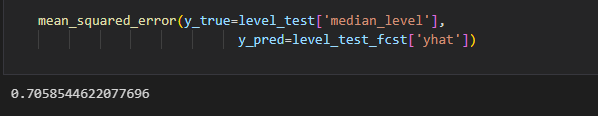 mean_squared_error(y_true=level_test['median_level'],
y_pred=level_test_fcst['yhat'])
0.7058544622077696